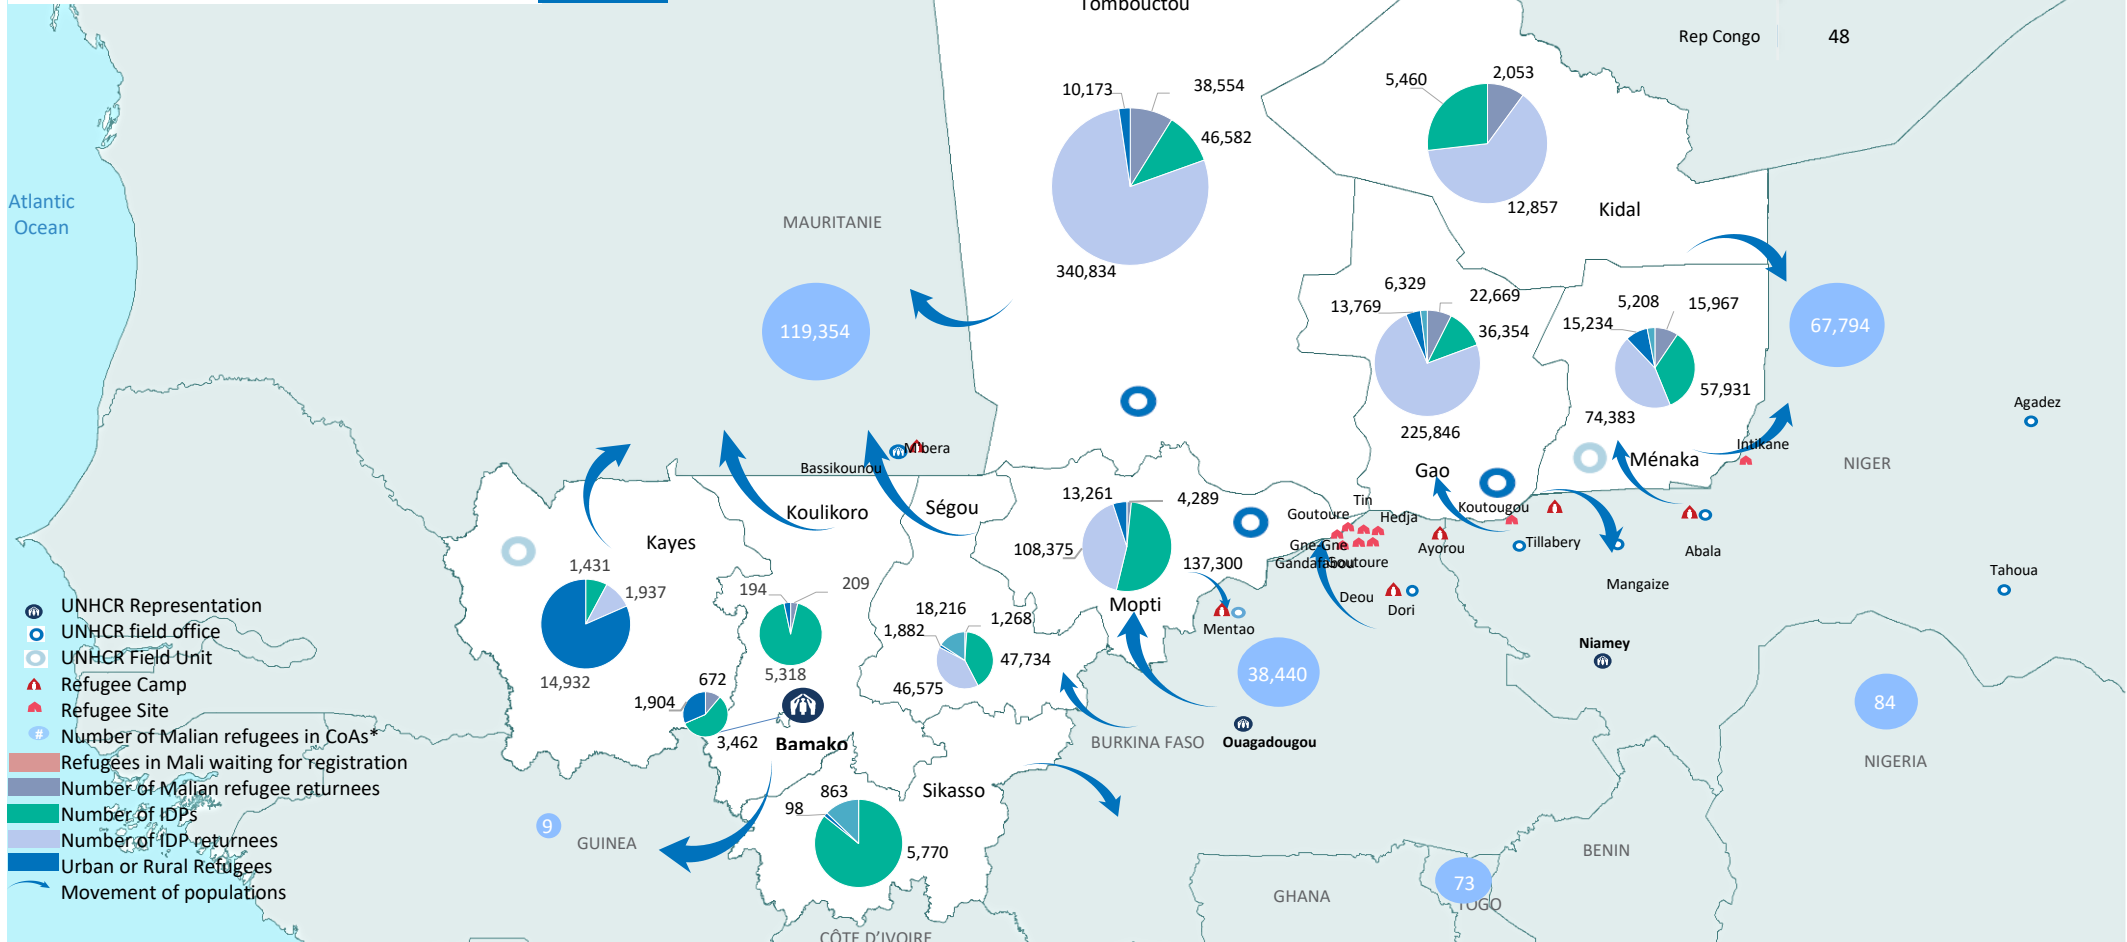 Tombouctou
Rep Congo 48
10,173
38,554
46,582
340,834
5,460
2,053
12,857
Kidal
Atlantic
Ocean
MAURITANIE
119,354
6,329
13,769
22,669
36,354
225,846
Gao
5,208
15,967
15,234
57,931
74,383
Ménaka
67,794
Agadez
Intikane
NIGER
M'bera
Bassikounou
Kayes
Koulikoro
Ségou
13,261
4,289
108,375
137,300
Mopti
Tin
Goutoure
Hedja
Koutougou
Gne-Gne
Gandafabou
Goutoure
Ayorou
Tillabery
Abala
Mangaize
Tahoua
Deou
Dori
Mentao
Niamey
1,431
1,937
14,932
194
209
5,318
18,216
1,268
1,882
47,734
46,575
672
1,904
3,462
Bamako
38,440
BURKINA FASO
Ouagadougou
84
NIGERIA
Sikasso
863
98
5,770
9
GUINEA
BENIN
GHANA
73
TOGO
CÔTE D'IVOIRE
UNHCR Representation
UNHCR field office
UNHCR Field Unit
Refugee Camp
Refugee Site
# Number of Malian refugees in CoAs*
Refugees in Mali waiting for registration
Number of Malian refugee returnees
Number of IDPs
Number of IDP returnees
Urban or Rural Refugees
Movement of populations